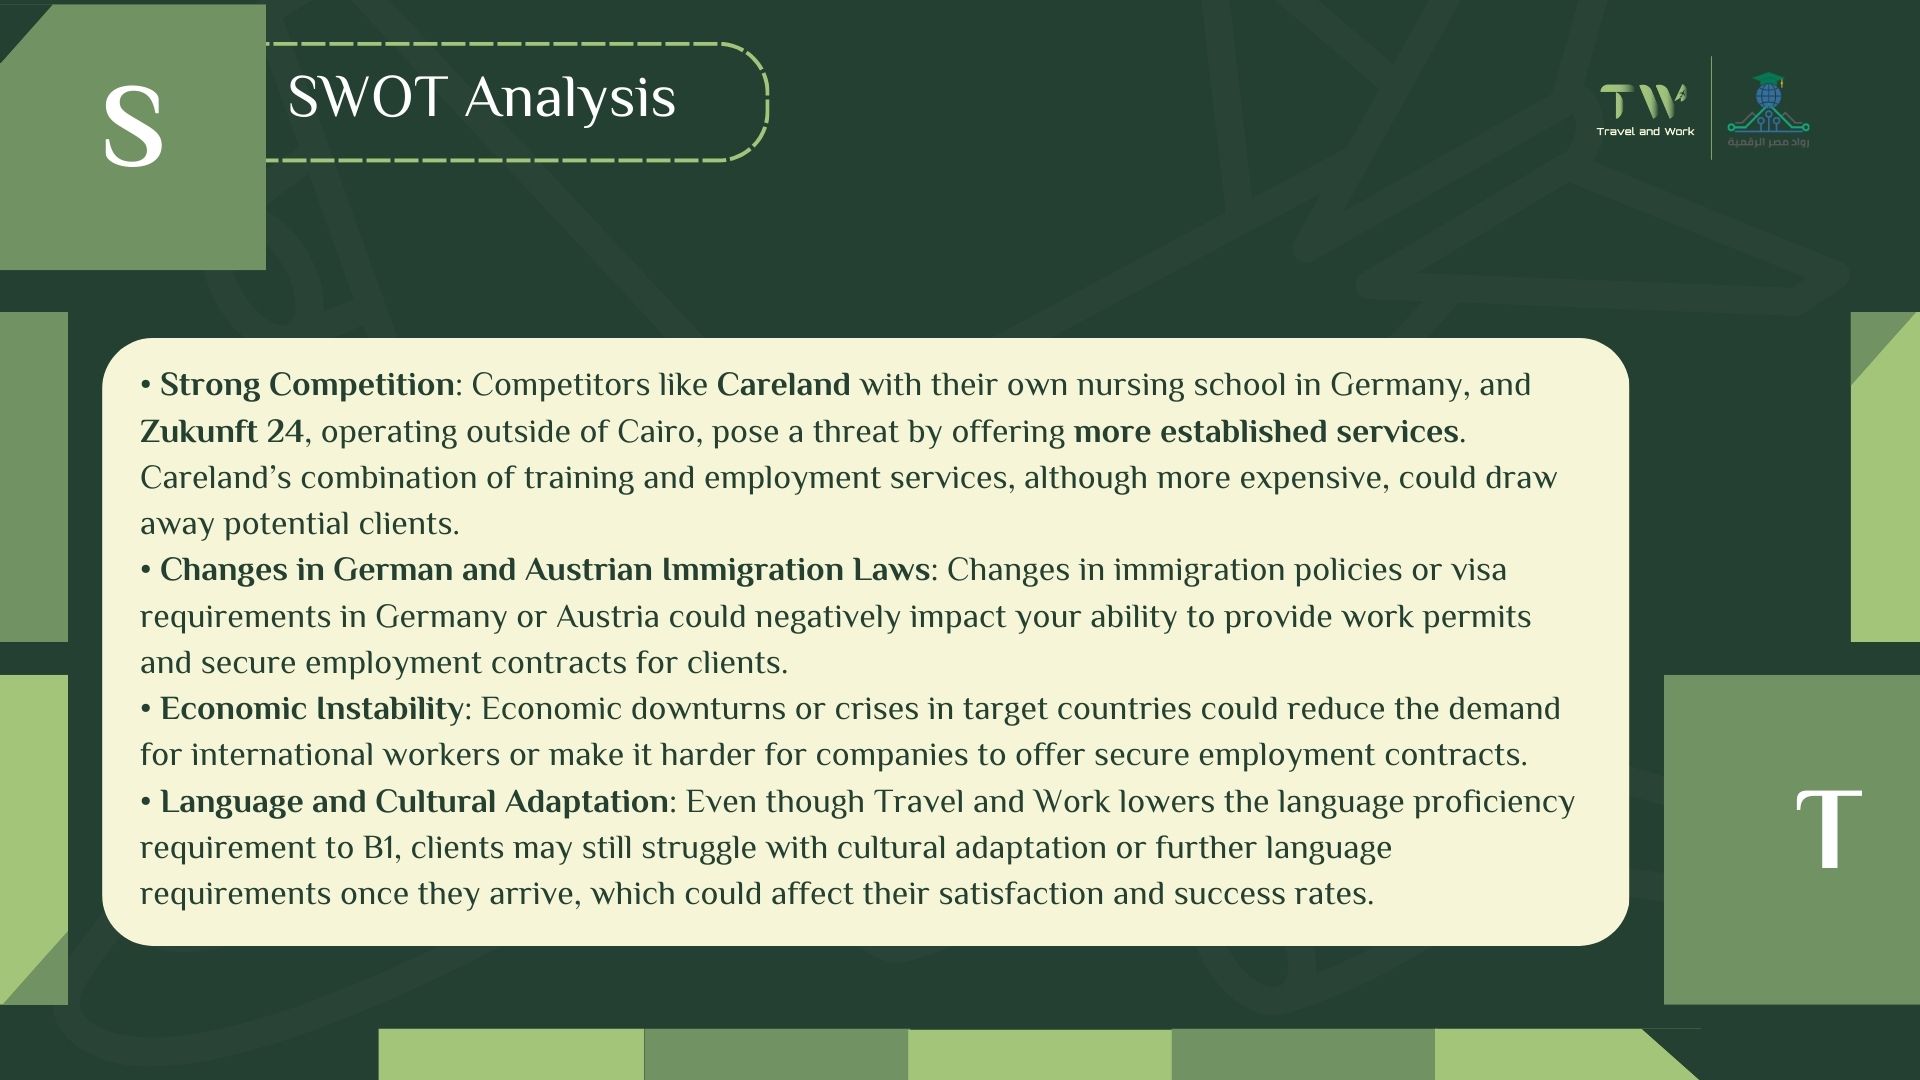 S
SWOT Analysis
TW
Travel and Work
رواد مصر الرقمية
• Strong Competition: Competitors like Careland with their own nursing school in Germany, and
Zukunft 24, operating outside of Cairo, pose a threat by offering more established services.
Careland’s combination of training and employment services, although more expensive, could draw
away potential clients.
• Changes in German and Austrian Immigration Laws: Changes in immigration policies or visa
requirements in Germany or Austria could negatively impact your ability to provide work permits
and secure employment contracts for clients.
• Economic Instability: Economic downturns or crises in target countries could reduce the demand
for international workers or make it harder for companies to offer secure employment contracts.
• Language and Cultural Adaptation: Even though Travel and Work lowers the language proficiency
requirement to B1, clients may still struggle with cultural adaptation or further language
requirements once they arrive, which could affect their satisfaction and success rates.
T